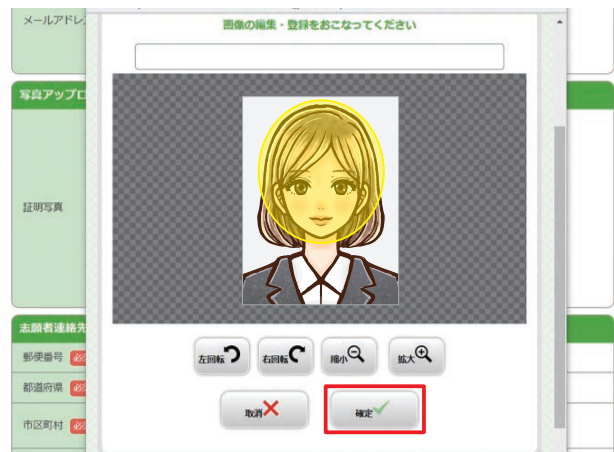 メールアドレ
画像の編集・登録をおこなってください
写真アップロ
証明写真
左回転
右回転
縮小
拡大
取消
確定
志願者連絡先
郵便番号
都道府県
市区町村